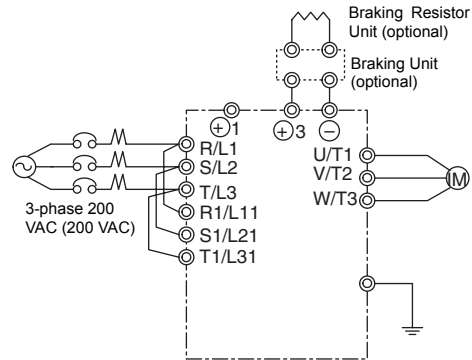 Braking Resistor
Unit (optional)
Braking Unit
(optional)
+1
+3
−
R/L1
S/L2
T/L3
R1/L11
S1/L21
T1/L31
U/T1
V/T2
W/T3
IM
3-phase 200
VAC (200 VAC)